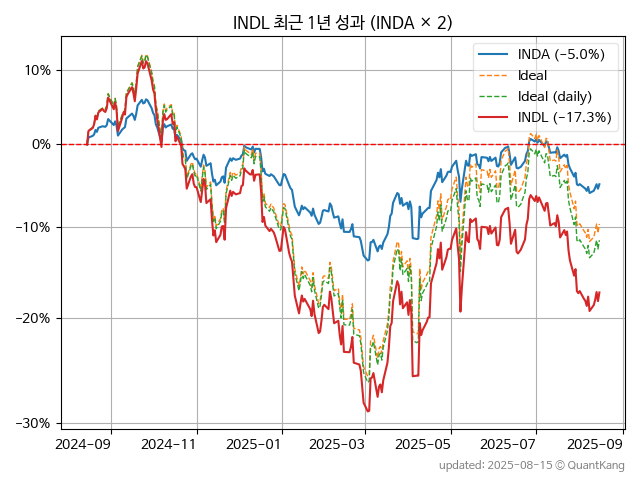 INDL 최근 1년 성과 (INDA × 2)
INDA (−5.0%)
Ideal
Ideal (daily)
INDL (−17.3%)
10%
0%
−10%
−20%
−30%
2024-09
2024-11
2025-01
2025-03
2025-05
2025-07
2025-09
updated: 2025-08-15 © QuantKang